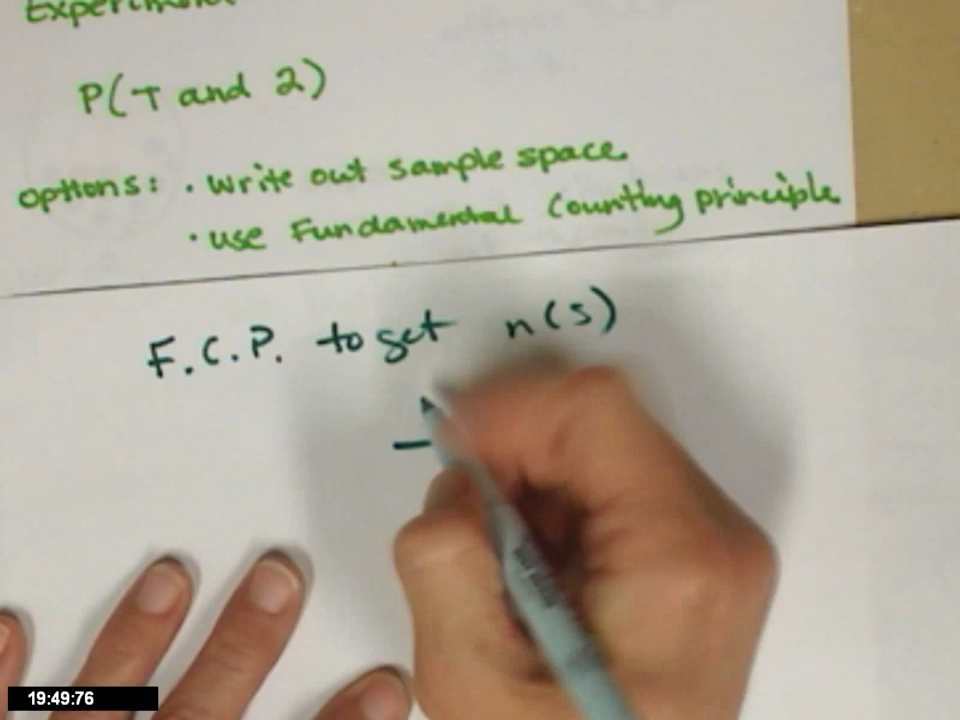 P(T and 2)
options: . write out sample space.
. use Fundamental Counting principle.
F.C.P. to get n(s)
19:49:76